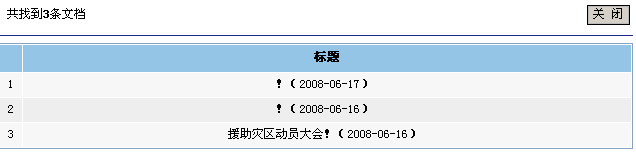 共找到3条文档
关 闭
标题
1 ！（2008-06-17）
2 ！（2008-06-16）
3 援助灾区动员大会！（2008-06-16）